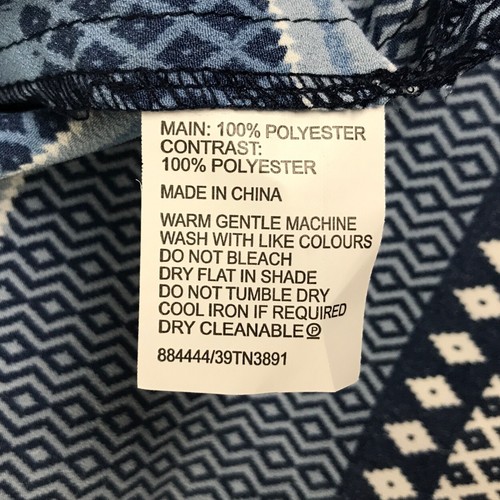 MAIN: 100% POLYESTER
CONTRAST:
100% POLYESTER
MADE IN CHINA
WARM GENTLE MACHINE
WASH WITH LIKE COLOURS
DO NOT BLEACH
DRY FLAT IN SHADE
DO NOT TUMBLE DRY
COOL IRON IF REQUIRED
DRY CLEANABLE Ⓟ
884444/39TN3891